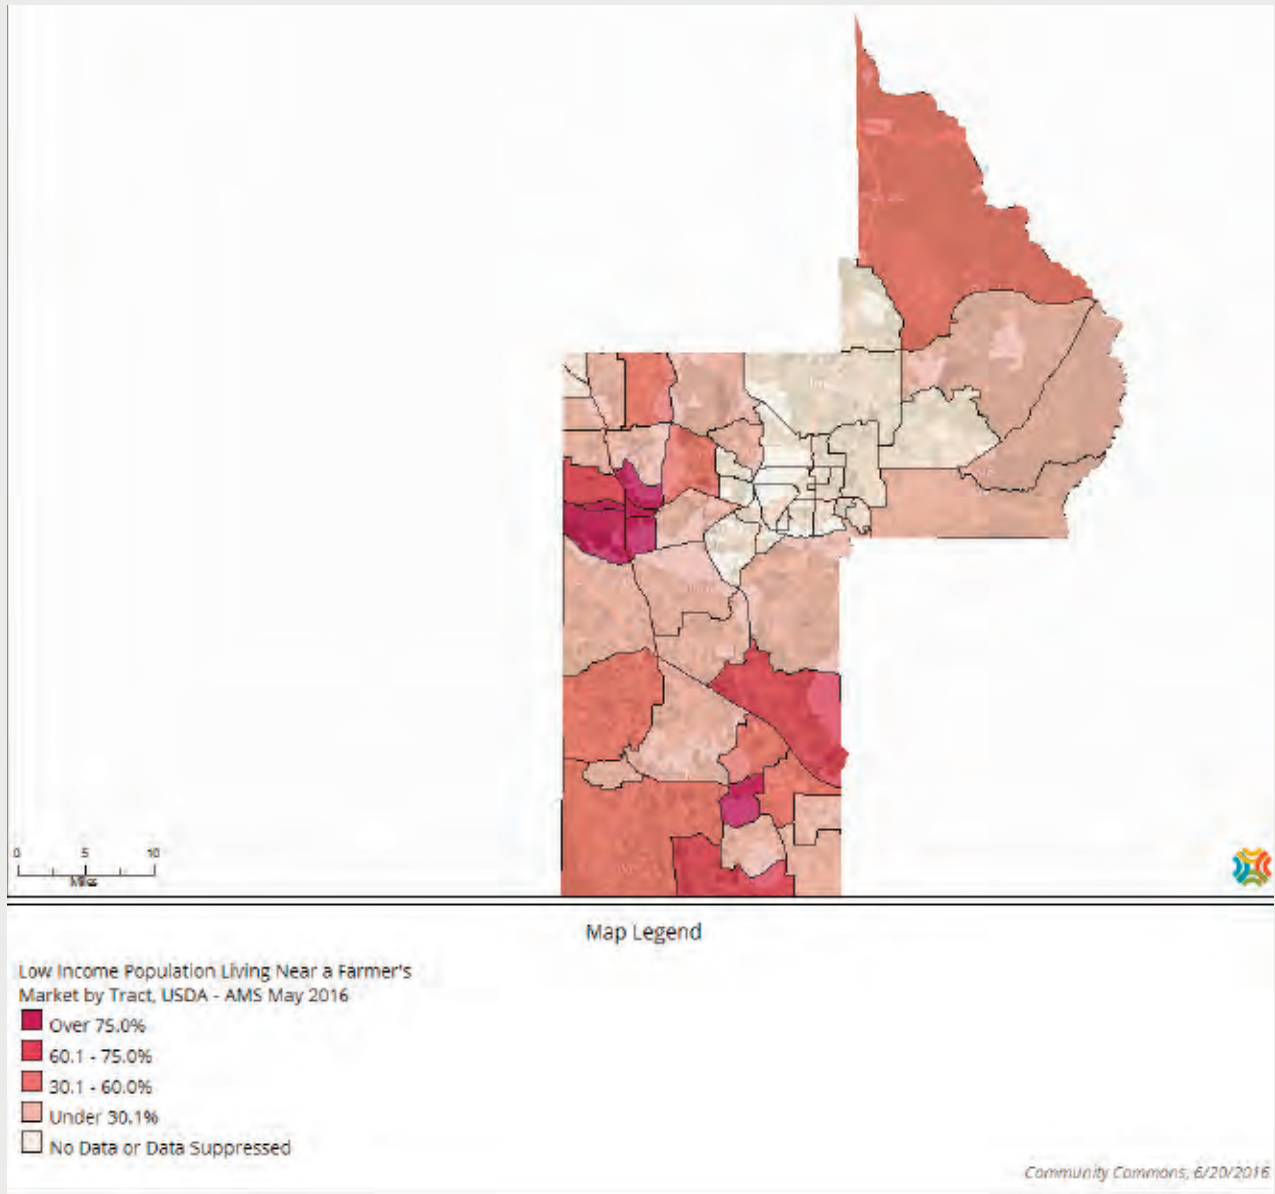 0 5 10
Miles
Map Legend
Low Income Population Living Near a Farmer's
Market by Tract, USDA - AMS May 2016
Over 75.0%
60.1 - 75.0%
30.1 - 60.0%
Under 30.1%
No Data or Data Suppressed
Community Commons, 6/20/2016